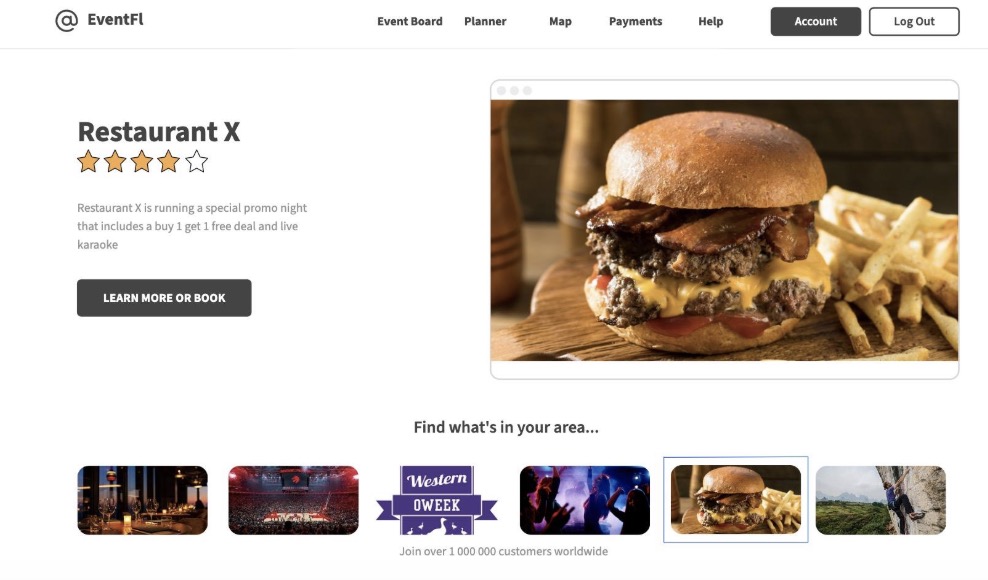 @ EventFl
Event Board
Planner
Map
Payments
Help
Account
Log Out
Restaurant X
Restaurant X is running a special promo night
that includes a buy 1 get 1 free deal and live
karaoke
LEARN MORE OR BOOK
Find what's in your area...
Western
OWEEK
Join over 1 000 000 customers worldwide